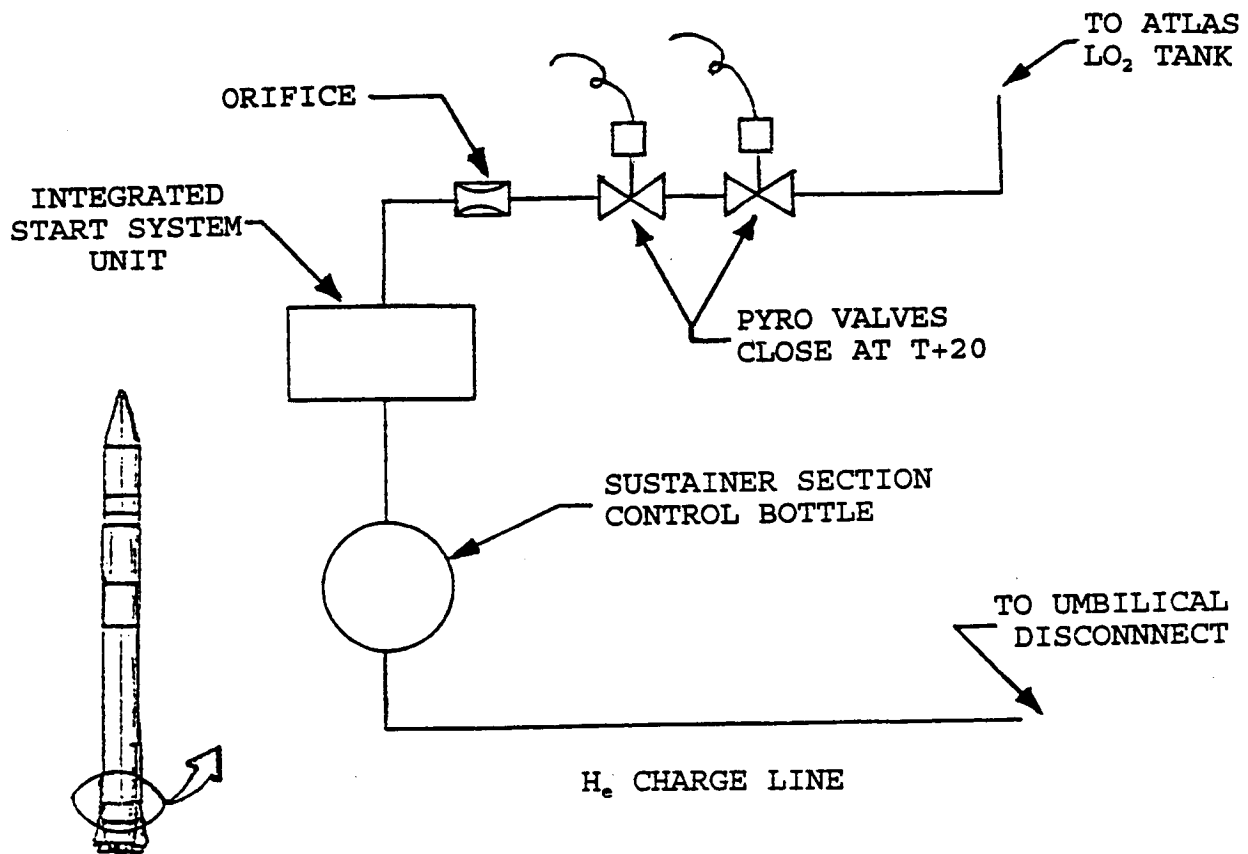 TO ATLAS
LO₂ TANK
ORIFICE
INTEGRATED
START SYSTEM
UNIT
PYRO VALVES
CLOSE AT T+20
SUSTAINER SECTION
CONTROL BOTTLE
TO UMBILICAL
DISCONNNECT
Hₑ CHARGE LINE